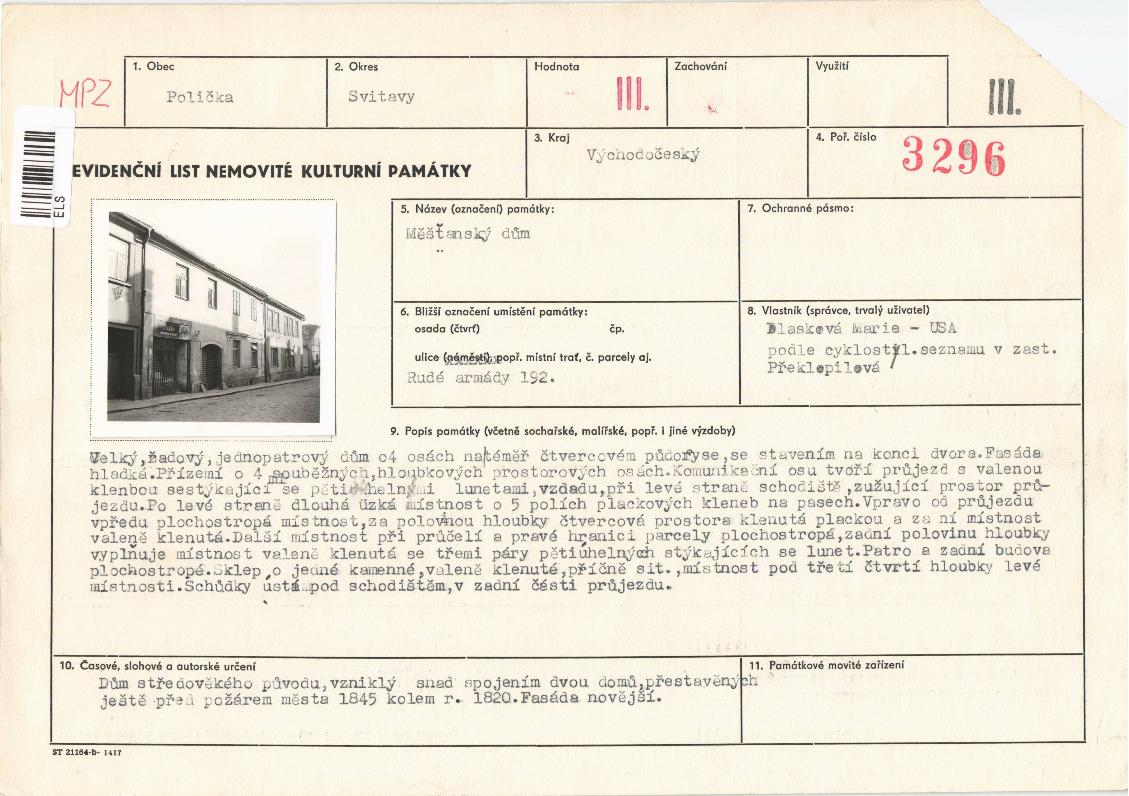 MPZ
1. Obec
Polička
2. Okres
Svitavy
Hodnota
III.
Zachování
Využití
III.
EVIDENČNÍ LIST NEMOVITÉ KULTURNÍ PAMÁTKY
3. Kraj
Východočeský
4. Poř. číslo
3296
ELS
5. Název (označení) památky:
Měšťanský dům
7. Ochranné pásmo:
6. Bližší označení umístění památky:
osada (čtvrť) čp.
ulice (náměstí), popř. místní trať, č. parcely aj.
Rudé armády 192.
8. Vlastník (správce, trvalý uživatel)
Blasková Marie - USA
podle cyklostyl.seznamu v zast.
Překlepilová
9. Popis památky (včetně sochařské, malířské, popř. i jiné výzdoby)
Velký,řadový,jednopatrový dům o4 osách na téměř čtvercovém půdoryse,se stavením na konci dvora.Fasáda
hladká.Přízemí o 4 souběžných,hloubkových prostorových osách.Komunikační osu tvoří průjezd s valenou
klenbou sestýkající se pětiúhelnými lunetami,vzdadu,při levé straně schodiště,zužující prostor prů-
jezdu.Po levé straně dlouhá úzká místnost o 5 polích plackových kleneb na pasech.Vpravo od průjezdu
vpředu plochostropá místnost,za polovinou hloubky čtvercová prostora klenutá plackou a za ní místnost
valeně klenutá.Další místnost při průčelí a pravé hranici parcely plochostropá,zadní polovinu hloubky
vyplňuje místnost valeně klenutá se třemi páry pětiúhelných stýkajících se lunet.Patro a zadní budova
plochostropé.Sklep o jedné kamenné,valeně klenuté,příčně sit.,místnost pod třetí čtvrtí hloubky levé
místnosti.Schůdky ústí pod schodištěm,v zadní části průjezdu.
10. Časové, slohové a autorské určení
Dům středověkého původu,vzniklý snad spojením dvou domů,přestavěných
ještě před požárem města 1845 kolem r. 1820.Fasáda novější.
11. Památkové movité zařízení
ST 21164-b- 1417